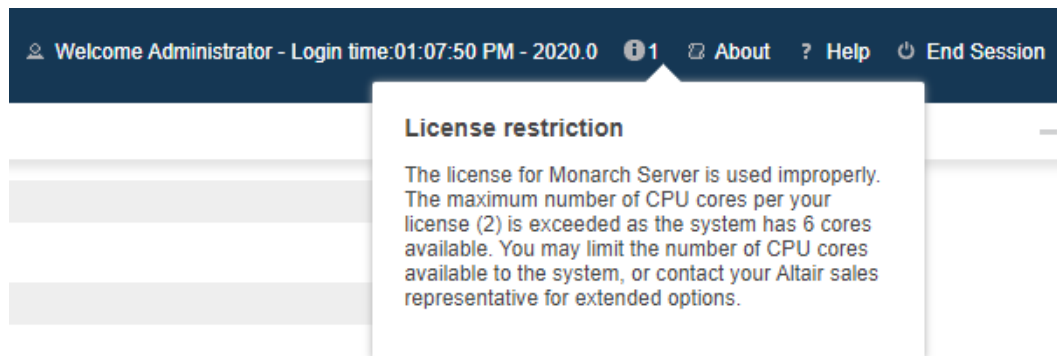 Welcome Administrator - Login time:01:07:50 PM - 2020.0 1 About ? Help End Session
License restriction
The license for Monarch Server is used improperly.
The maximum number of CPU cores per your
license (2) is exceeded as the system has 6 cores
available. You may limit the number of CPU cores
available to the system, or contact your Altair sales
representative for extended options.